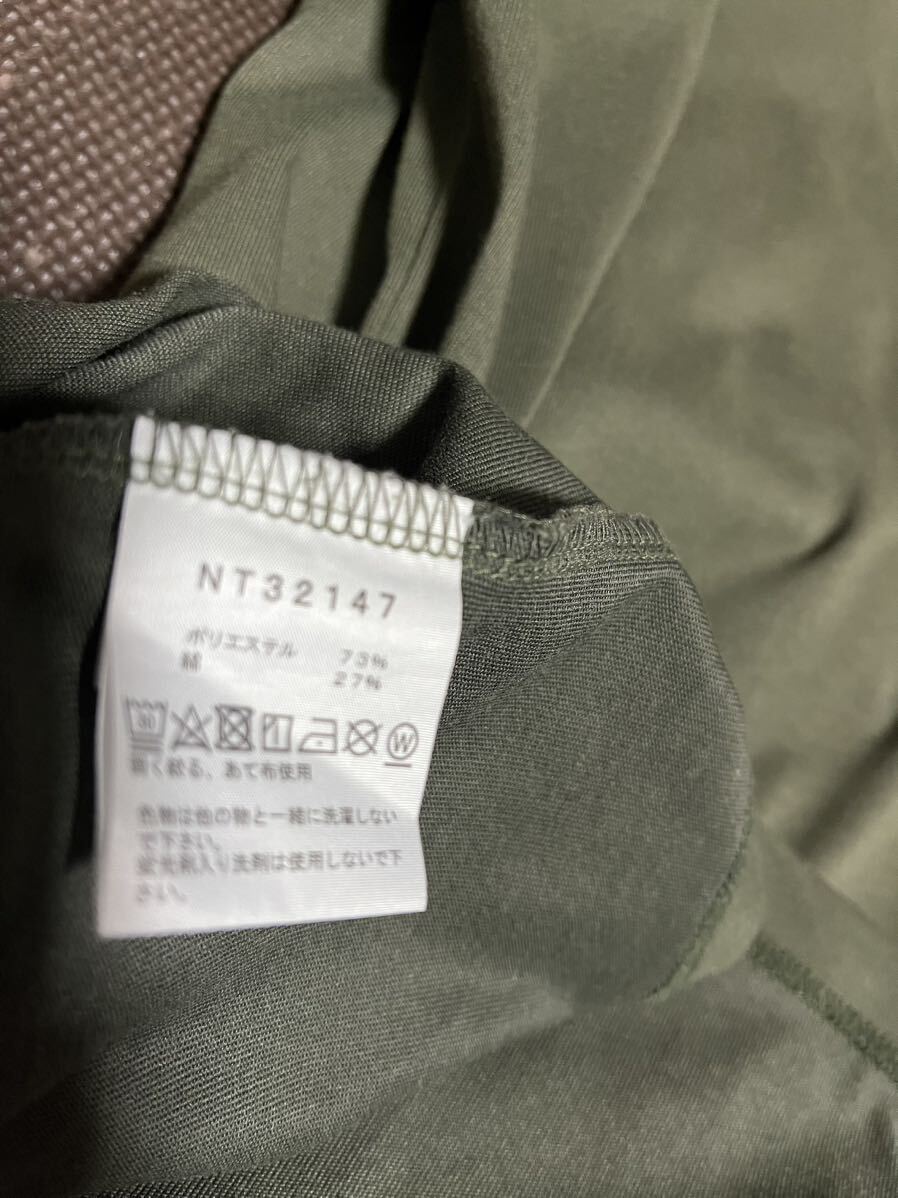 NT32147
ポリエステル 73%
綿 27%
30 W
弱く絞る、あて布使用
色物は他の物と一緒に洗濯しない
で下さい。
蛍光剤入り洗剤は使用しないで下
さい。